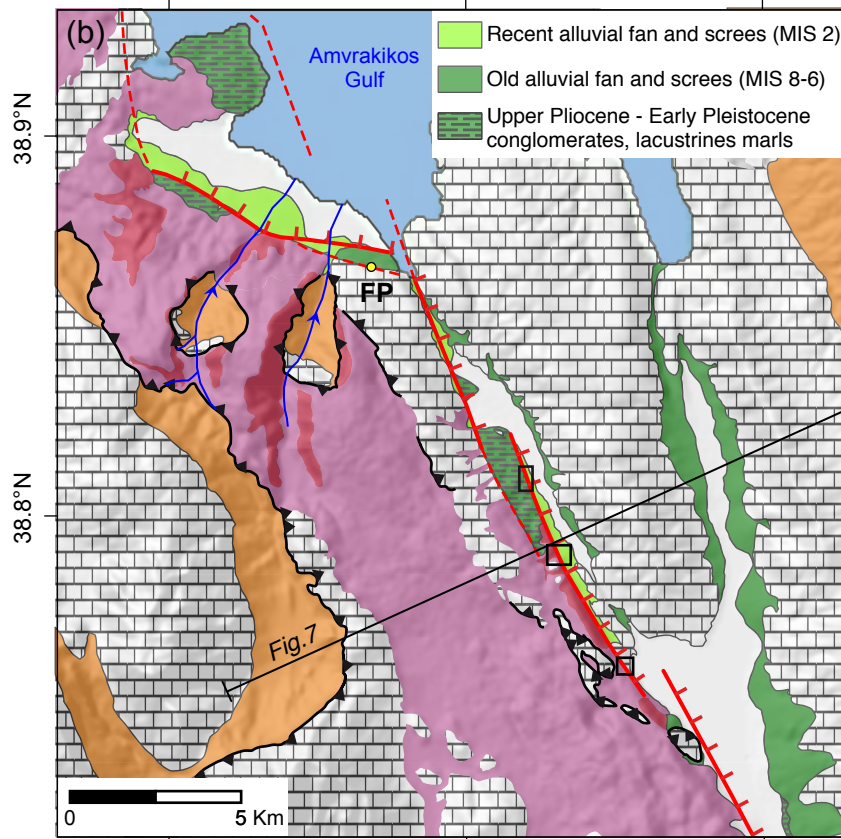 (b)
Amvrakikos
Gulf
Recent alluvial fan and screes (MIS 2)
Old alluvial fan and screes (MIS 8-6)
Upper Pliocene - Early Pleistocene
conglomerates, lacustrines marls
38.9°N
FP
38.8°N
Fig.7
0 5 Km